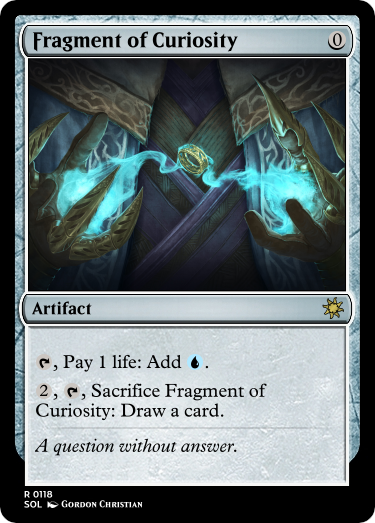 Fragment of Curiosity 0
Artifact
, Pay 1 life: Add .
2, , Sacrifice Fragment of
Curiosity: Draw a card.
A question without answer.
R 0118
SOL GORDON CHRISTIAN